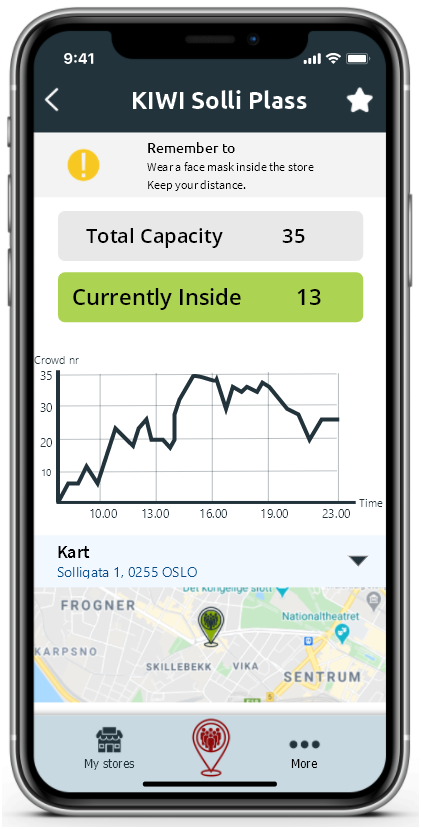 9:41
KIWI Solli Plass
Remember to
Wear a face mask inside the store
Keep your distance.
Total Capacity 35
Currently Inside 13
Crowd nr
35
30
20
10
Time
10.00 13.00 16.00 19.00 23.00
Kart
Solligata 1, 0255 OSLO
Det kongelige slott
FROGNER
Nationaltheatret
KARPSNO
SKILLEBEKK VIKA
SENTRUM
My stores
More